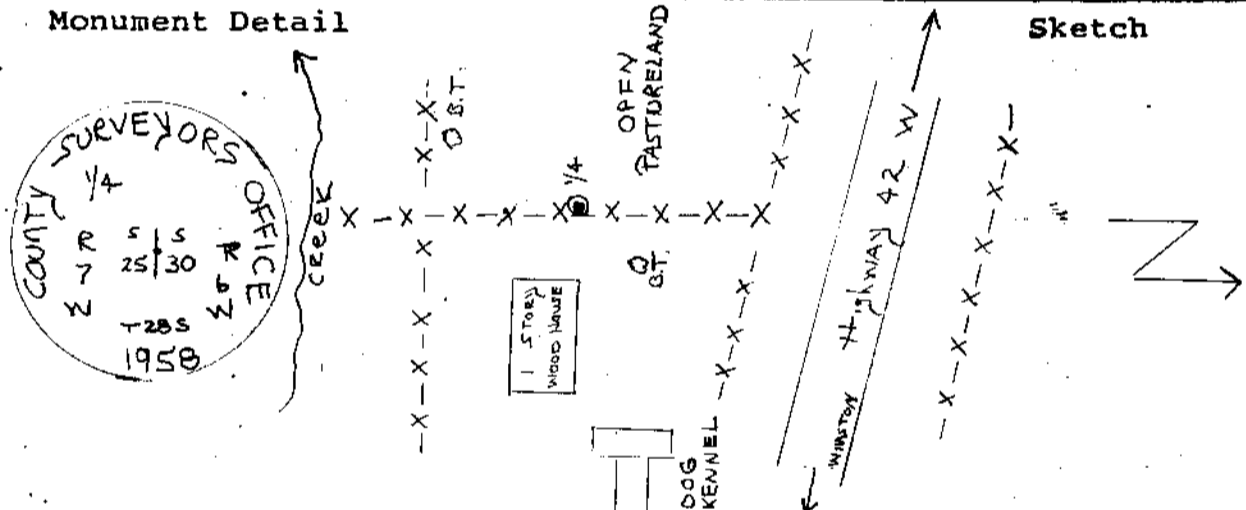 Monument Detail
Sketch
COUNTY SURVEYORS OFFICE
1/4
R 7 W
S 25 | S 30
R 6 W
T28S
1958
CREEK
O B.T.
1/4
OPEN
PASTURELAND
O
B.T.
1 STORY
WOOD HOUSE
DOG
KENNEL
WINSTON
Highway 42 W